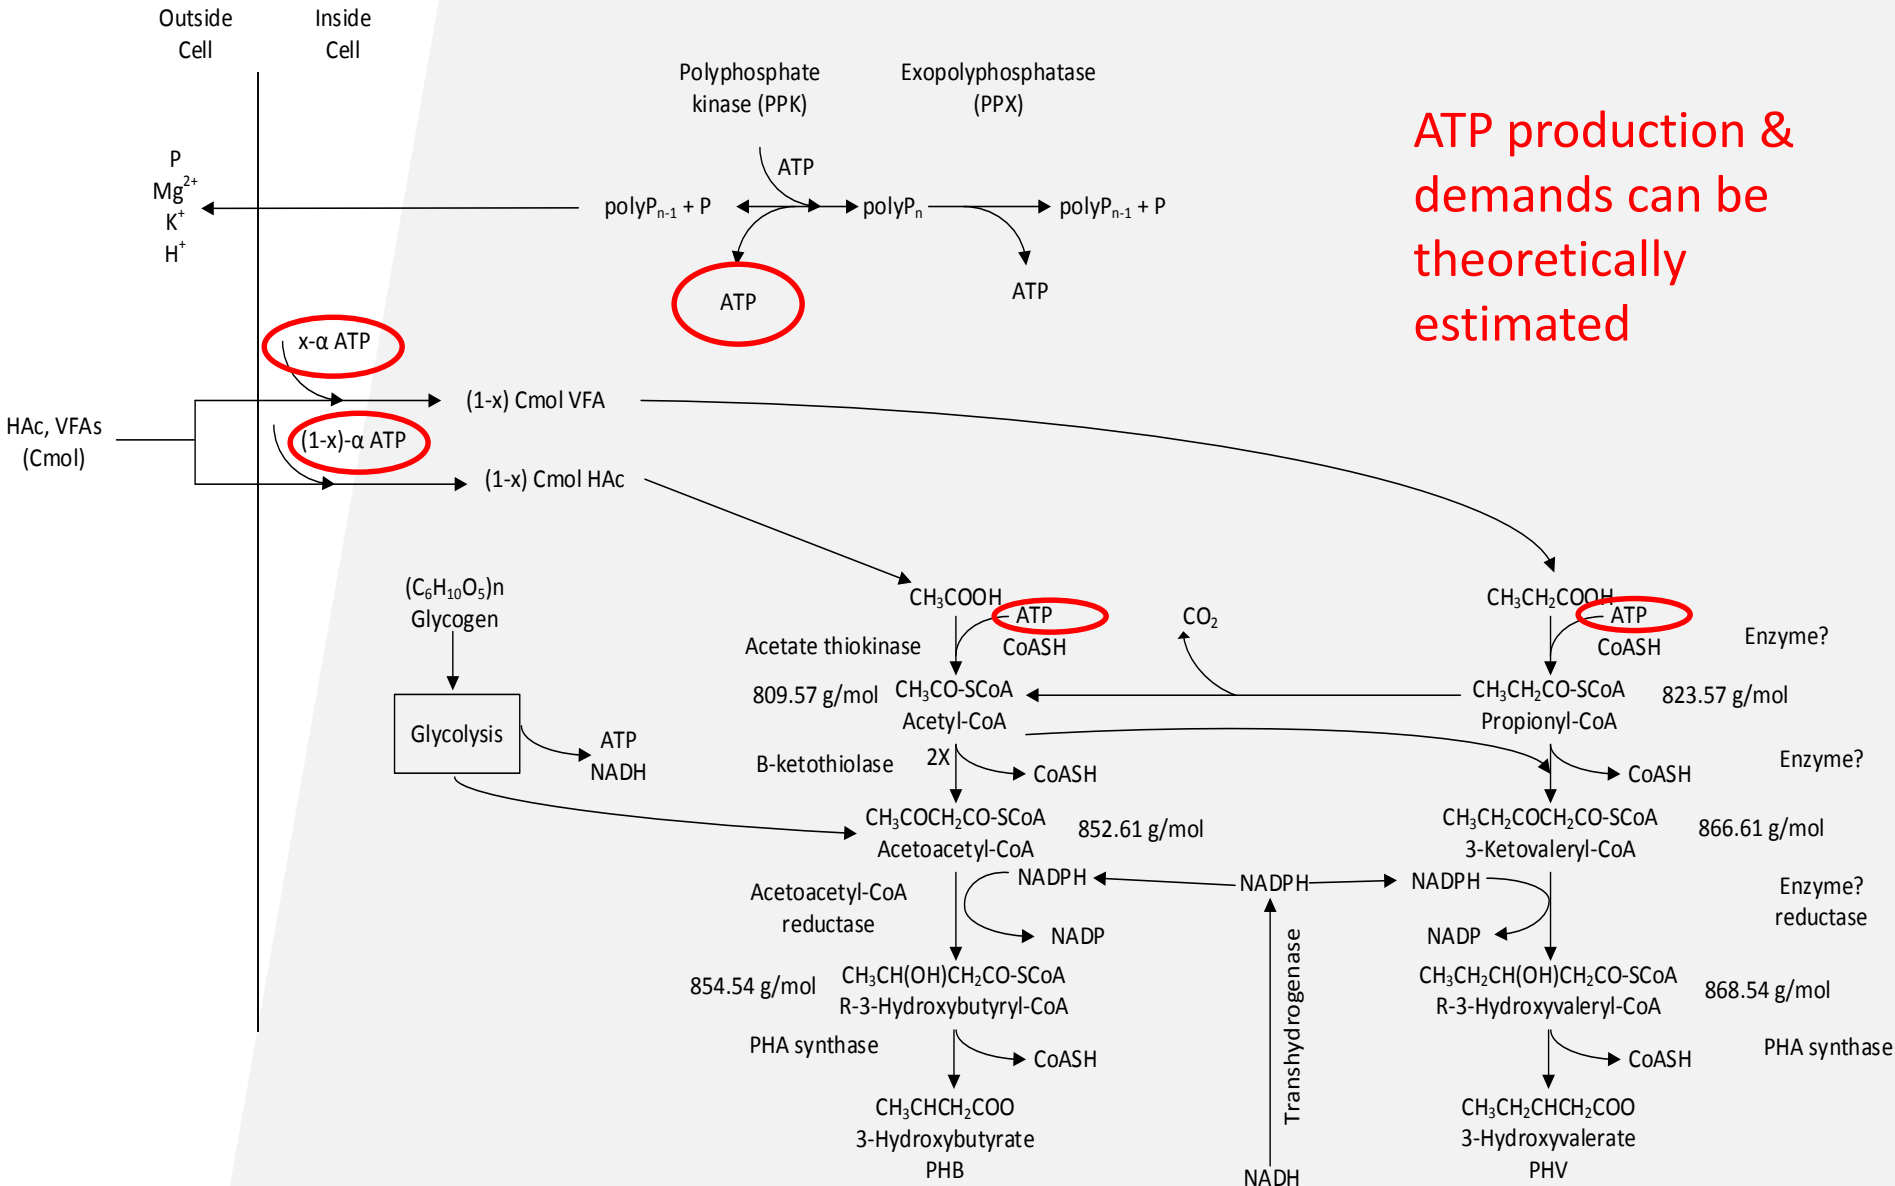 Outside
Cell
Inside
Cell
Polyphosphate
kinase (PPK)
Exopolyphosphatase
(PPX)
ATP production &
demands can be
theoretically
estimated
P
Mg²⁺
K⁺
H⁺
ATP
polyPₙ₋₁ + P
polyPₙ
polyPₙ₋₁ + P
ATP
ATP
x-α ATP
(1-x) Cmol VFA
HAc, VFAs
(Cmol)
(1-x)-α ATP
(1-x) Cmol HAc
(C₆H₁₀O₅)n
Glycogen
Glycolysis
ATP
NADH
CH₃COOH
ATP
CoASH
Acetate thiokinase
809.57 g/mol
CH₃CO-SCoA
Acetyl-CoA
CO₂
CH₃CH₂COOH
ATP
CoASH
Enzyme?
CH₃CH₂CO-SCoA
Propionyl-CoA
823.57 g/mol
B-ketothiolase
2X
CoASH
CoASH
Enzyme?
CH₃COCH₂CO-SCoA
Acetoacetyl-CoA
852.61 g/mol
CH₃CH₂COCH₂CO-SCoA
3-Ketovaleryl-CoA
866.61 g/mol
Acetoacetyl-CoA
reductase
NADPH
NADP
NADPH
NADPH
NADP
Enzyme?
reductase
Transhydrogenase
NADH
854.54 g/mol
CH₃CH(OH)CH₂CO-SCoA
R-3-Hydroxybutyryl-CoA
CH₃CH₂CH(OH)CH₂CO-SCoA
R-3-Hydroxyvaleryl-CoA
868.54 g/mol
PHA synthase
CoASH
CoASH
PHA synthase
CH₃CHCH₂COO
3-Hydroxybutyrate
PHB
CH₃CH₂CHCH₂COO
3-Hydroxyvalerate
PHV